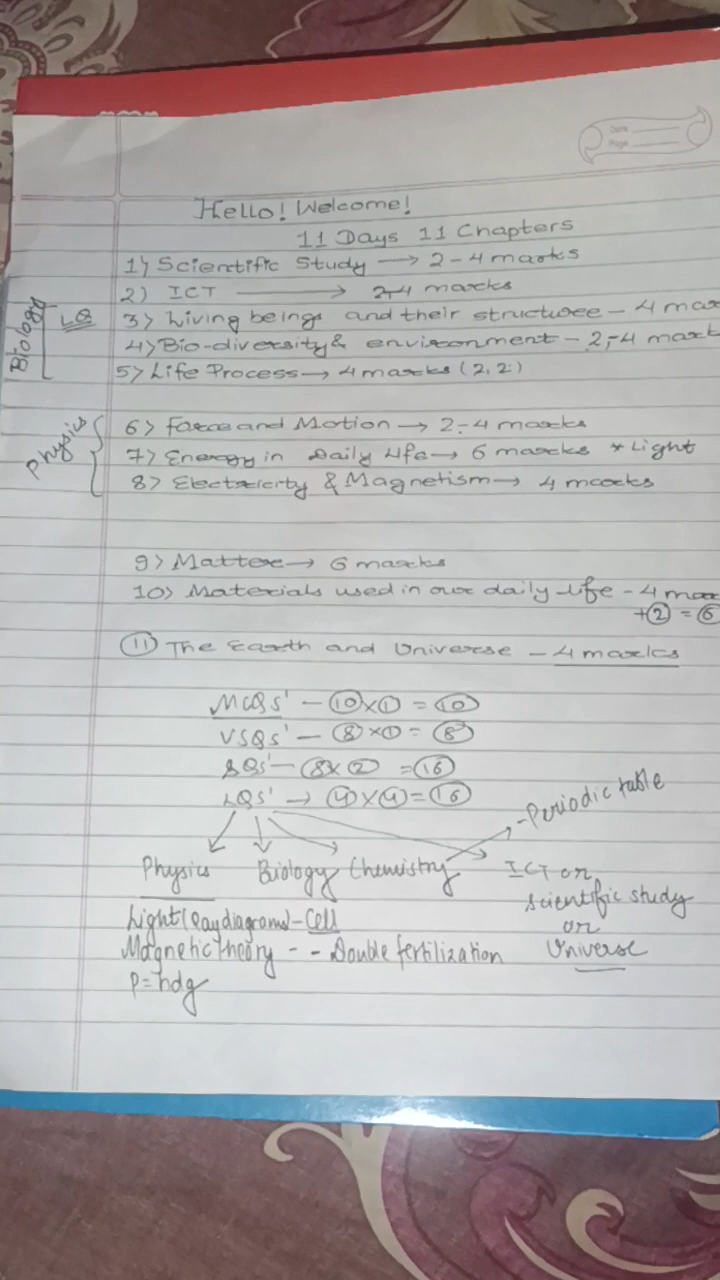 Date
Page
Hello! Welcome!
11 Days 11 Chapters
1) Scientific Study → 2-4 marks
2) ICT → 2-4 marks
Biology LQ
3) Living beings and their structure - 4 mar
4) Bio-diversity & environment - 2-4 mark
5) Life Process → 4 marks (2,2)
Physics
6) Force and Motion → 2-4 marks
7) Energy in Daily Life → 6 marks * Light
8) Electricity & Magnetism → 4 marks
9) Matter → 6 marks
10) Materials used in our daily life - 4 mar
+2 = 6
11 The Earth and Universe - 4 marks
MCQS' - 10 × 1 = 10
VSQS' - 8 × 1 = 8
SQS' - 8 × 2 = 16
LQS' → 4 × 4 = 16
- Periodic table
Physics Biology Chemistry ICT or
Scientific study
or
Universe
Light (Raydiagram) - Cell
Magnetic theory - - Double fertilization
P=hdg